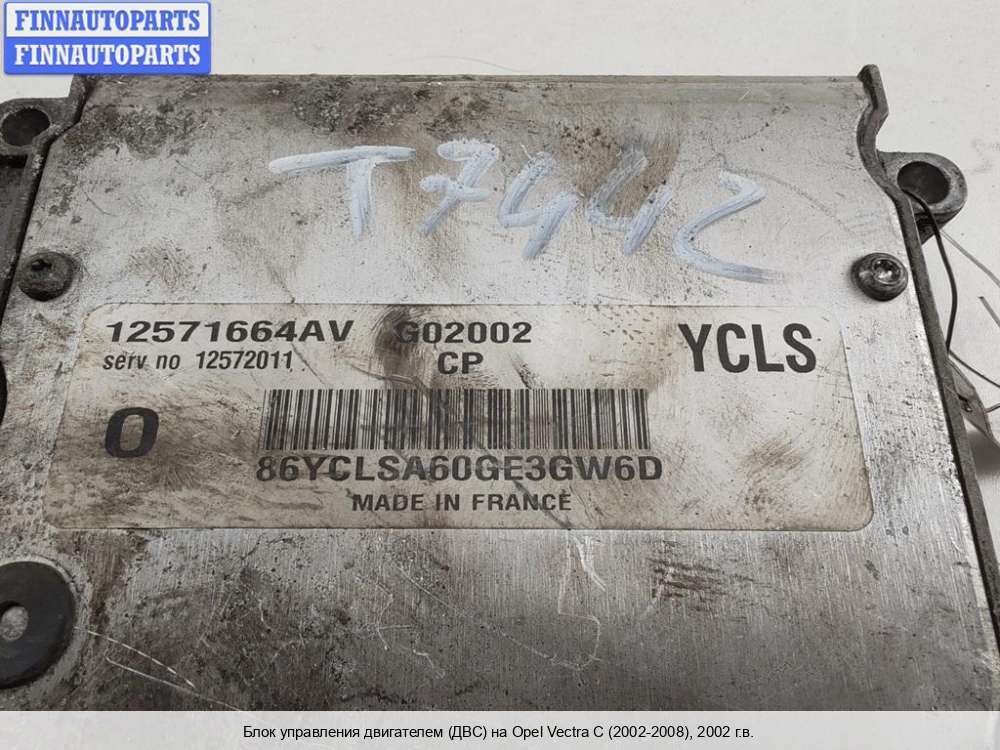 FINNAUTOPARTS
FINNAUTOPARTS
T7442
12571664AV G02002 YCLS
serv no 12572011 CP
O
86YCLSA60GE3GW6D
MADE IN FRANCE
Блок управления двигателем (ДВС) на Opel Vectra C (2002-2008), 2002 г.в.